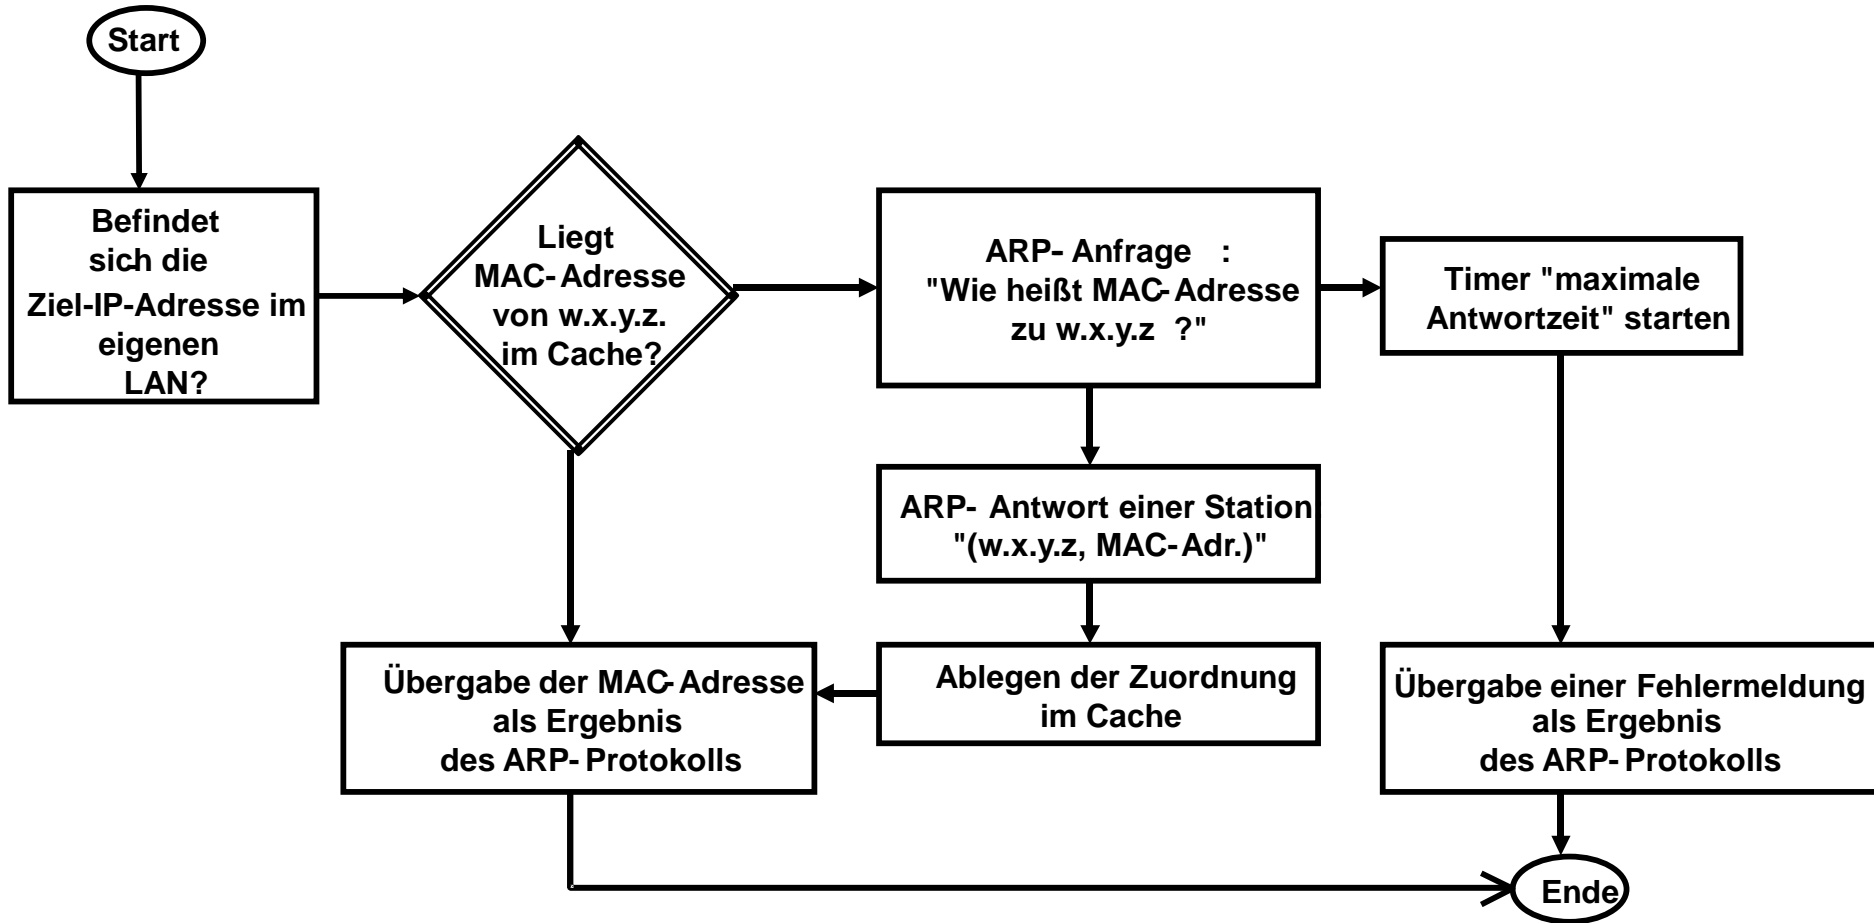 Start
Befindet
sich die
Ziel-IP-Adresse im
eigenen
LAN?
Liegt
MAC-Adresse
von w.x.y.z.
im Cache?
ARP- Anfrage :
"Wie heißt MAC-Adresse
zu w.x.y.z ?"
Timer "maximale
Antwortzeit" starten
ARP- Antwort einer Station
"(w.x.y.z, MAC-Adr.)"
Übergabe der MAC-Adresse
als Ergebnis
des ARP- Protokolls
Ablegen der Zuordnung
im Cache
Übergabe einer Fehlermeldung
als Ergebnis
des ARP- Protokolls
Ende